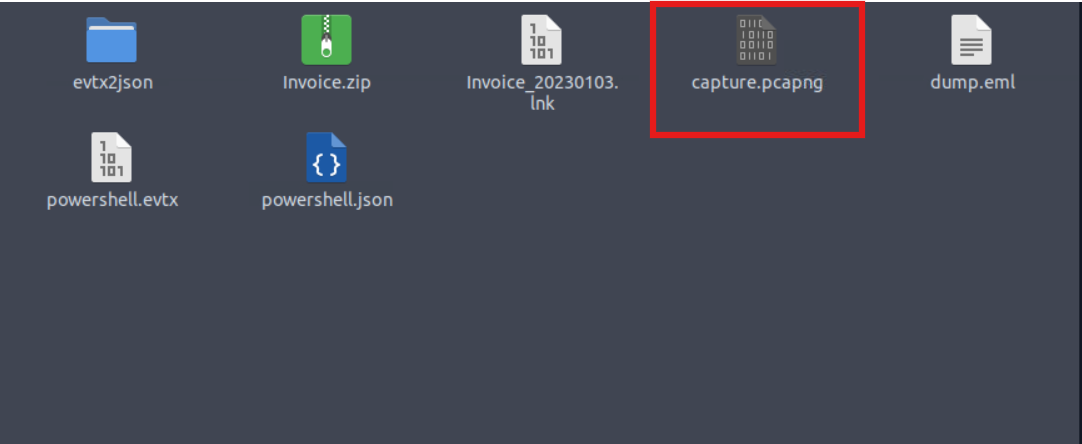 evtx2json
Invoice.zip
Invoice_20230103.
lnk
capture.pcapng
dump.eml
powershell.evtx
powershell.json